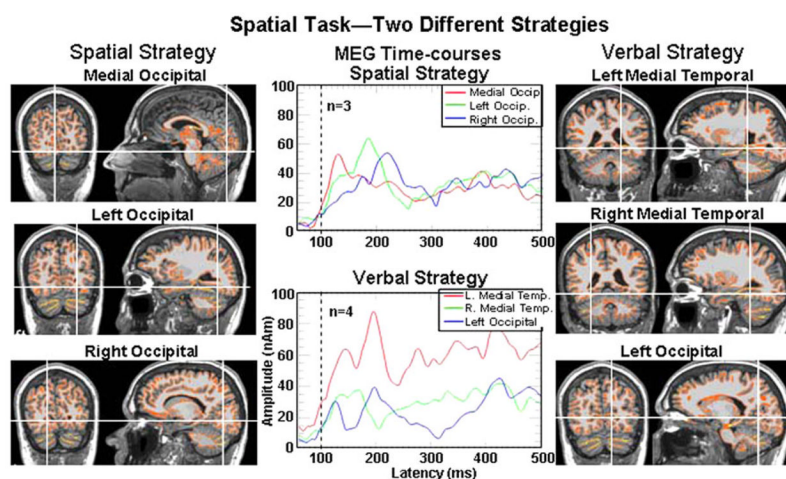 Spatial Task—Two Different Strategies
Spatial Strategy
Medial Occipital
Left Occipital
Right Occipital
MEG Time-courses
Spatial Strategy
100
80
60
40
20
0
n=3
Medial Occip.
Left Occip.
Right Occip.
100 200 300 400 500
Verbal Strategy
Amplitude (nAm)
100
80
60
40
20
0
n=4
L. Medial Temp.
R. Medial Temp.
Left Occipital
100 200 300 400 500
Latency (ms)
Verbal Strategy
Left Medial Temporal
Right Medial Temporal
Left Occipital